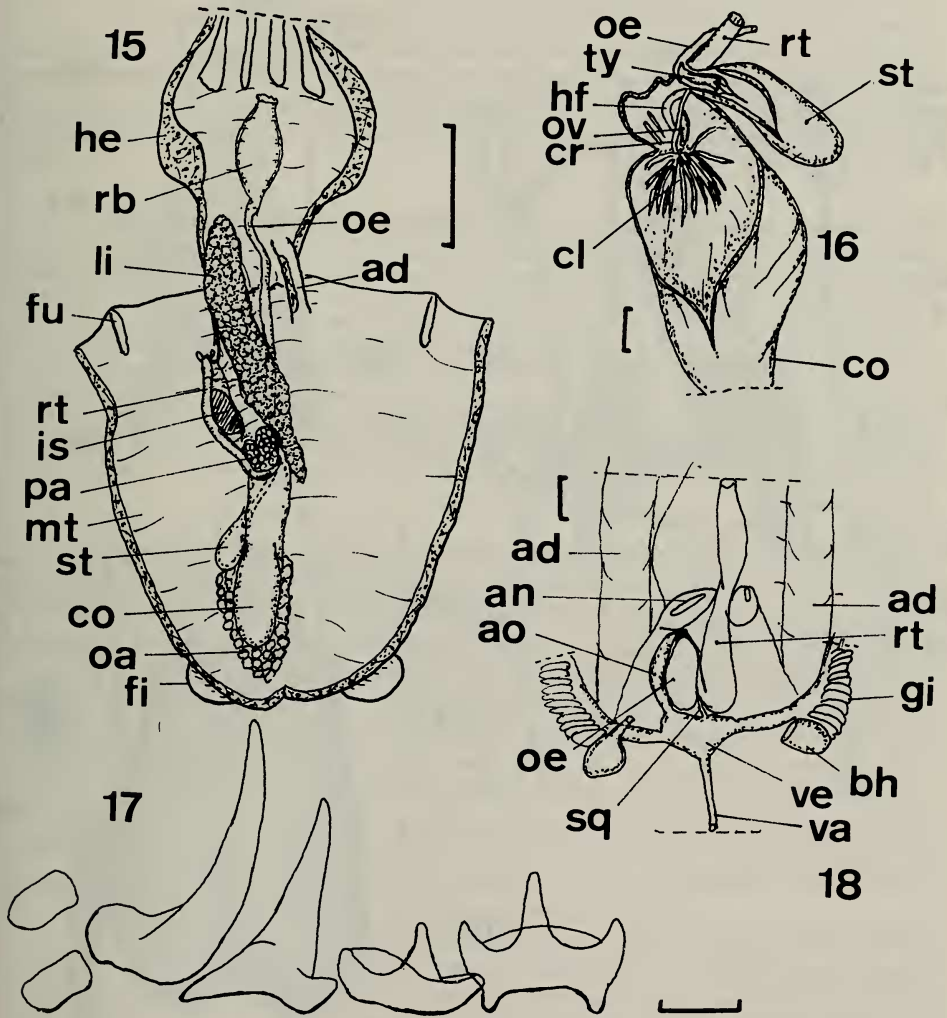 15
he
rb
oe
li
ad
fu
rt
is
pa
mt
st
co
oa
fi
oe
rt
ty
st
hf
ov
cr
cl
16
co
ad
an
ad
ao
rt
gi
oe
bh
sq
ve
va
18
17